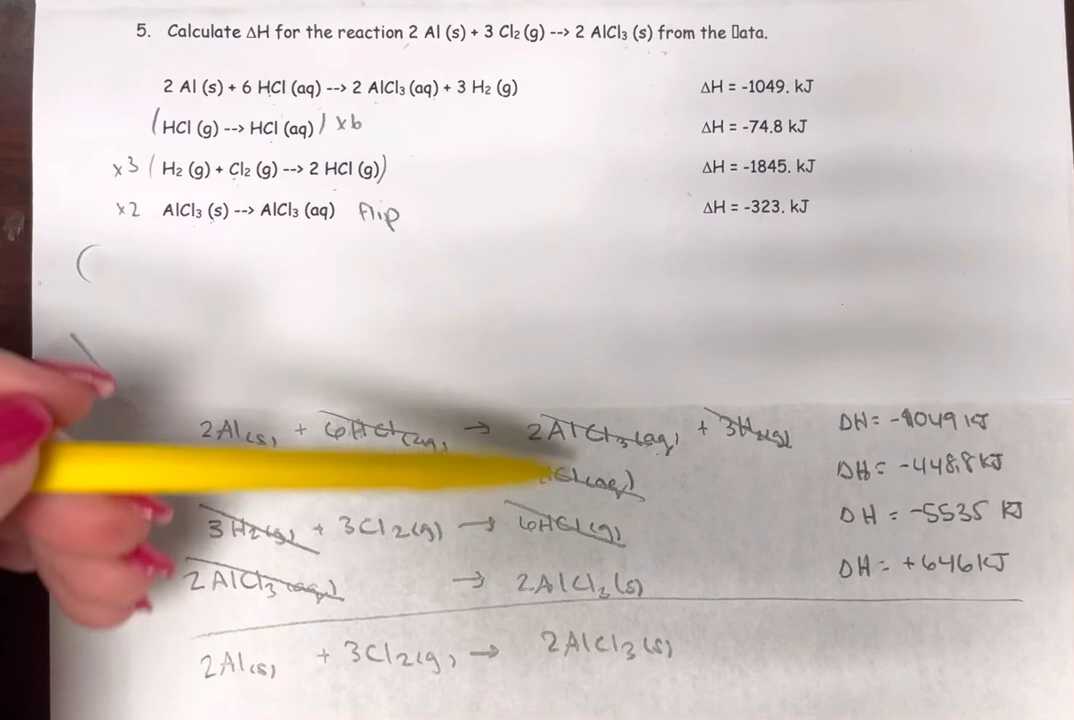 5. Calculate ΔH for the reaction 2 Al (s) + 3 Cl₂ (g) --> 2 AlCl₃ (s) from the Data.
2 Al (s) + 6 HCl (aq) --> 2 AlCl₃ (aq) + 3 H₂ (g) ΔH = -1049. kJ
(HCl (g) --> HCl (aq)) x6 ΔH = -74.8 kJ
x3 (H₂ (g) + Cl₂ (g) --> 2 HCl (g)) ΔH = -1845. kJ
x2 AlCl₃ (s) --> AlCl₃ (aq) flip ΔH = -323. kJ
(
2Al(s) + 6HCl(aq) → 2AlCl₃(aq) + 3H₂(g) ΔH = -1049 kJ
Cl(aq) ΔH = -448.8 kJ
3H₂(g) + 3Cl₂(g) → 6HCl(g) ΔH = -5535 kJ
2AlCl₃(aq) → 2AlCl₃(s) ΔH = +646 kJ
2Al(s) + 3Cl₂(g) → 2AlCl₃(s)